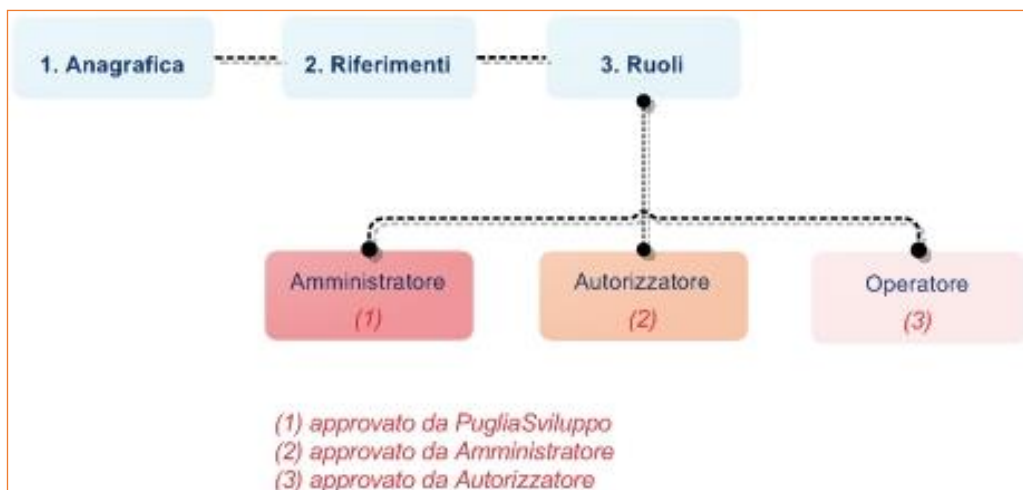 1. Anagrafica
2. Riferimenti
3. Ruoli
Amministratore
(1)
Autorizzatore
(2)
Operatore
(3)
(1) approvato da PugliaSviluppo
(2) approvato da Amministratore
(3) approvato da Autorizzatore